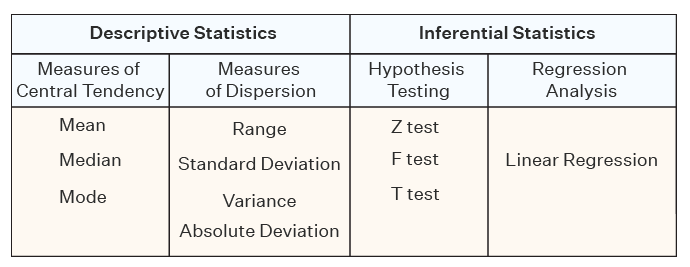 Descriptive Statistics
Inferential Statistics
Measures of
Central Tendency
Measures
of Dispersion
Hypothesis
Testing
Regression
Analysis
Mean
Median
Mode
Range
Standard Deviation
Variance
Absolute Deviation
Z test
F test
T test
Linear Regression